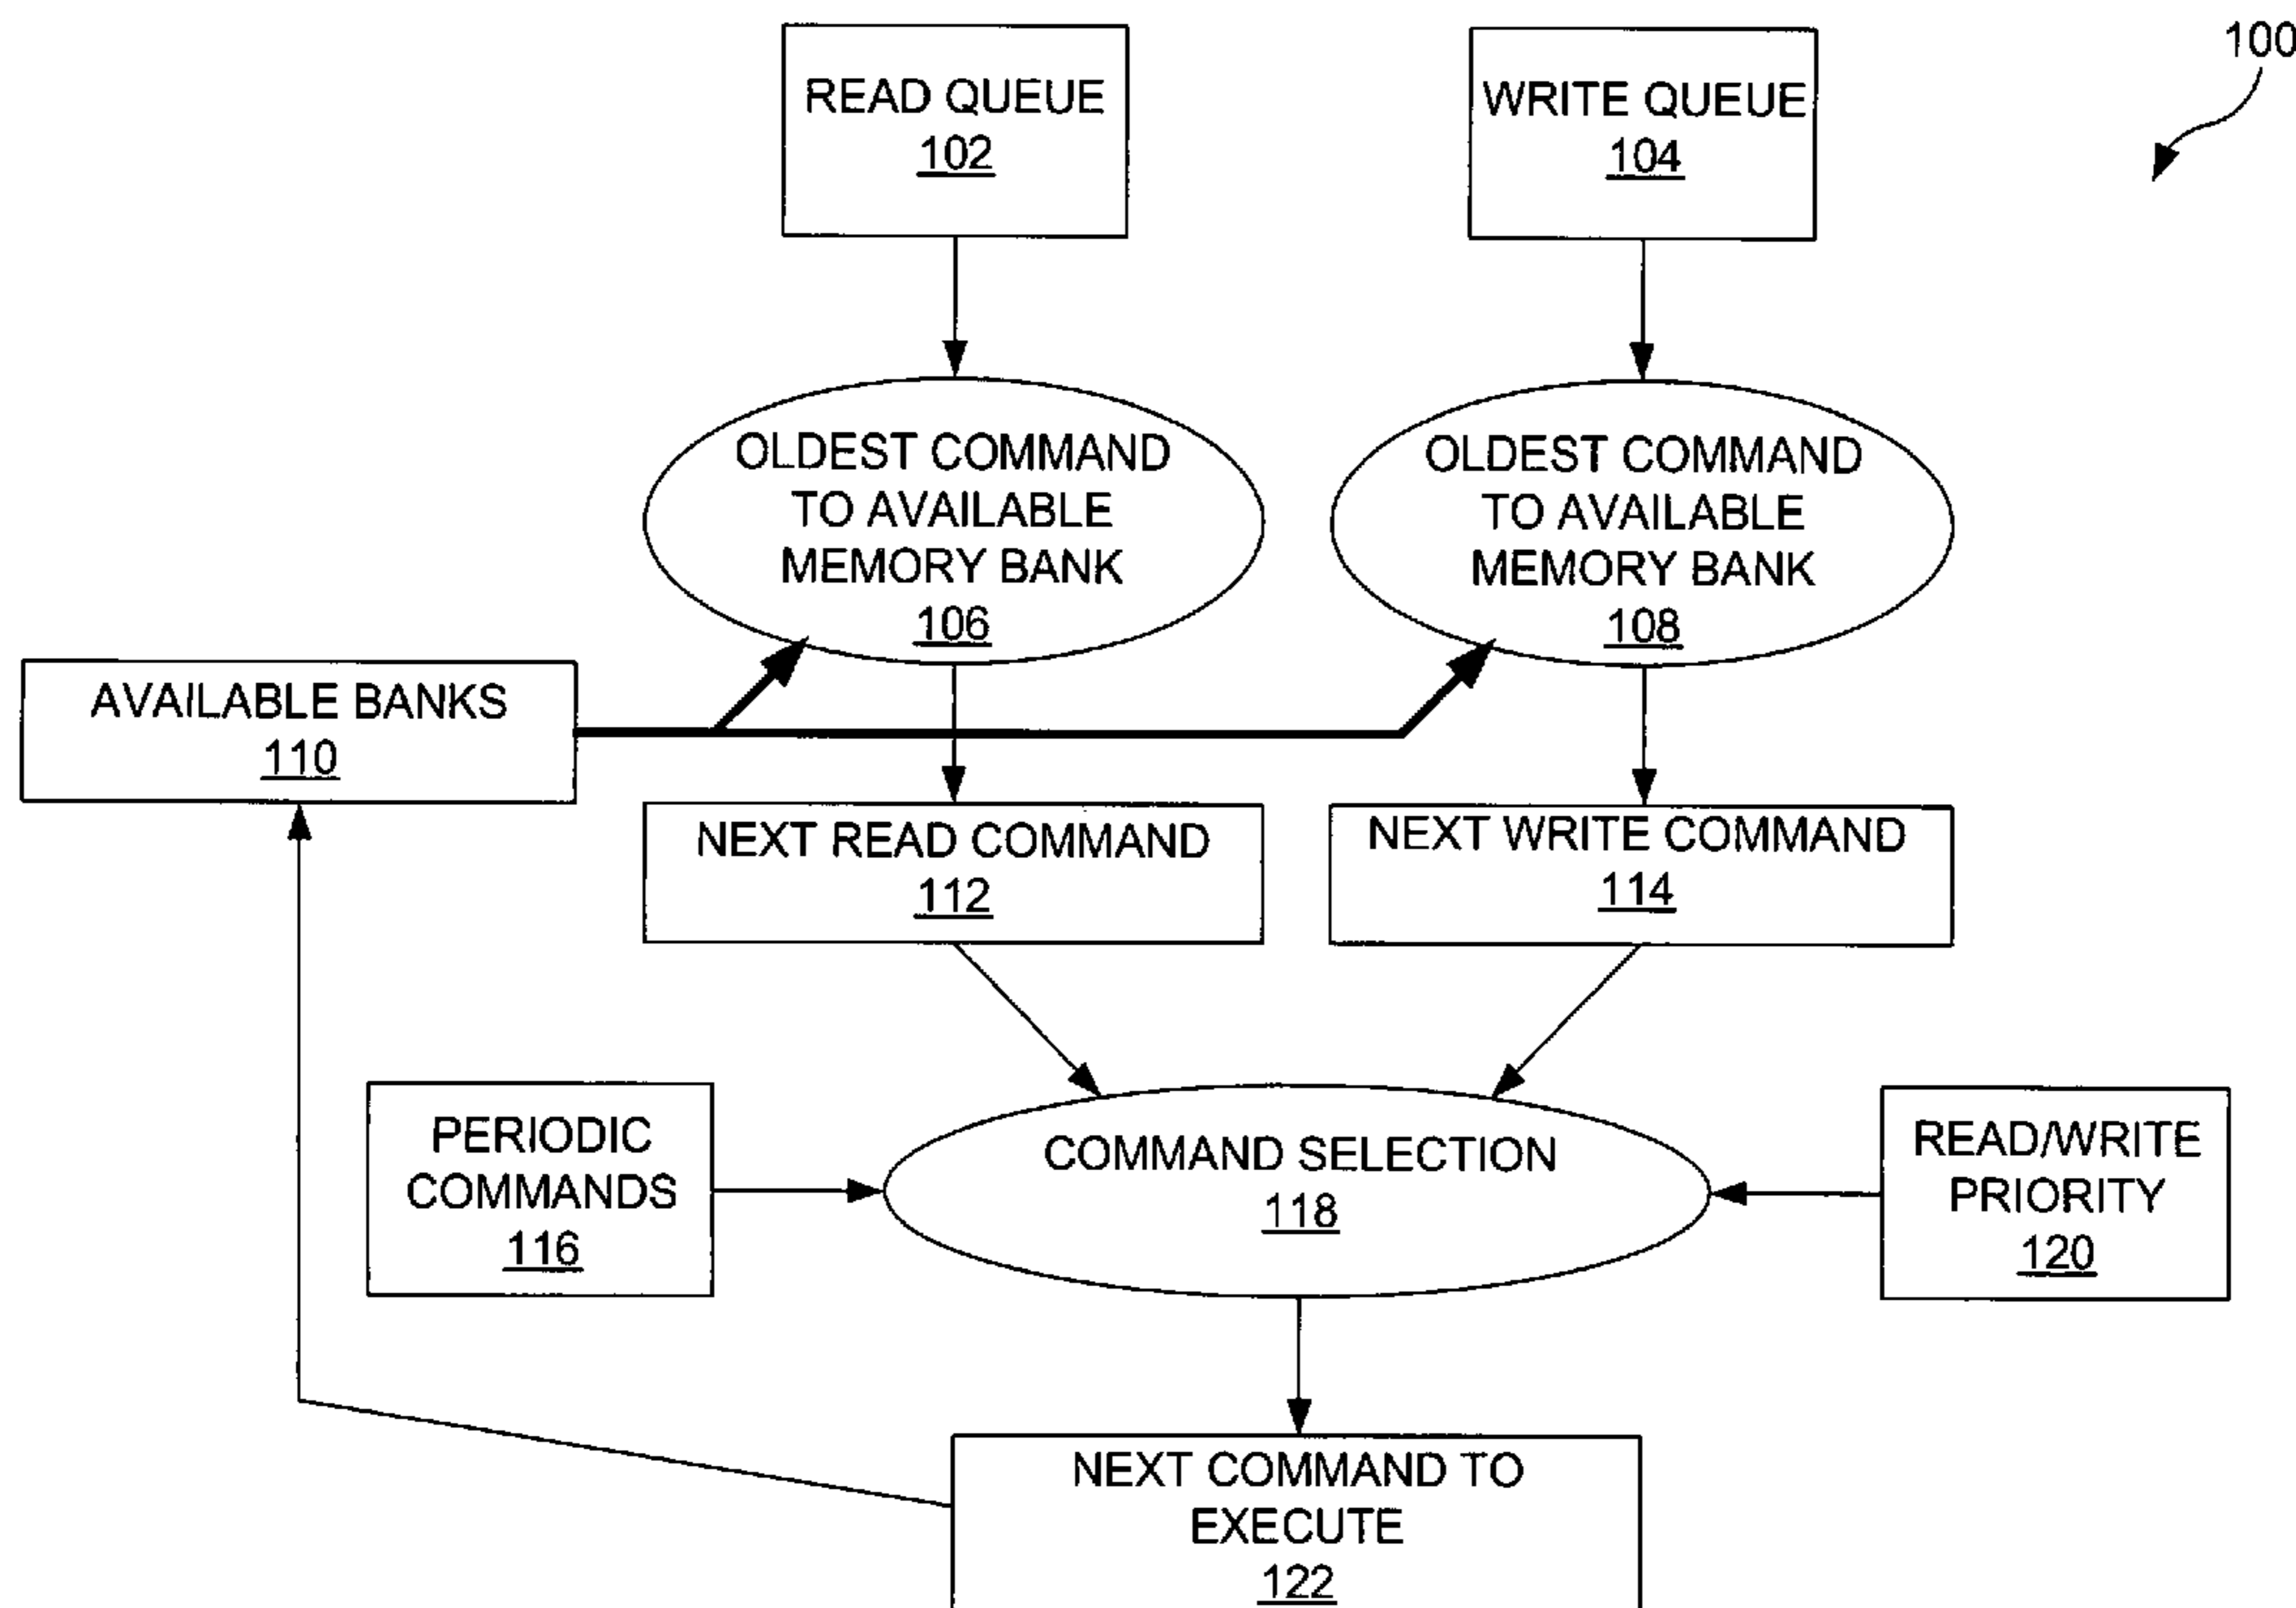 100
READ QUEUE
102
WRITE QUEUE
104
OLDEST COMMAND
TO AVAILABLE
MEMORY BANK
106
OLDEST COMMAND
TO AVAILABLE
MEMORY BANK
108
AVAILABLE BANKS
110
NEXT READ COMMAND
112
NEXT WRITE COMMAND
114
PERIODIC
COMMANDS
116
COMMAND SELECTION
118
READ/WRITE
PRIORITY
120
NEXT COMMAND TO
EXECUTE
122